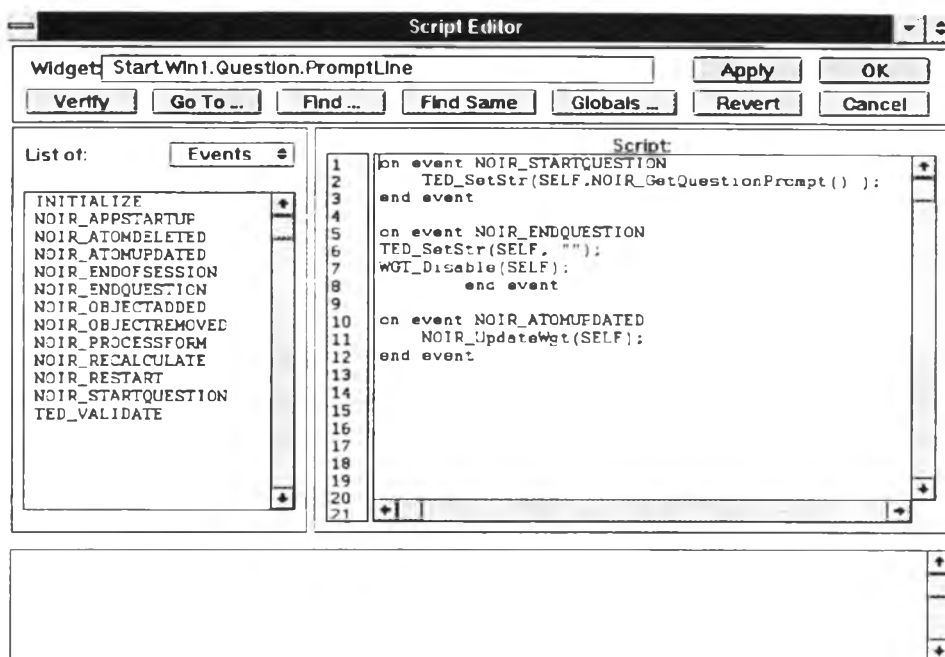 Script Editor
Widget: Start.Win1.Question.PromptLine
Apply OK
Verify Go To ... Find ... Find Same Globals ... Revert Cancel
List of: Events
Script:
INITIALIZE
NOIR_APPSTARTUP
NOIR_ATOMDELETED
NOIR_ATOMUPDATED
NOIR_ENDOFSESSION
NOIR_ENDQUESTION
NOIR_OBJECTADDED
NOIR_OBJECTREMOVED
NOIR_PROCESSFORM
NOIR_RECALCULATE
NOIR_RESTART
NOIR_STARTQUESTION
TED_VALIDATE
1 on event NOIR_STARTQUESTION
2 TED_SetStr(SELF,NOIR_GetQuestionPrompt() );
3 end event
4
5 on event NOIR_ENDQUESTION
6 TED_SetStr(SELF, "");
7 WGT_Disable(SELF);
8 end event
9
10 on event NOIR_ATOMUPDATED
11 NOIR_UpdateWgt(SELF);
12 end event
13
14
15
16
17
18
19
20
21